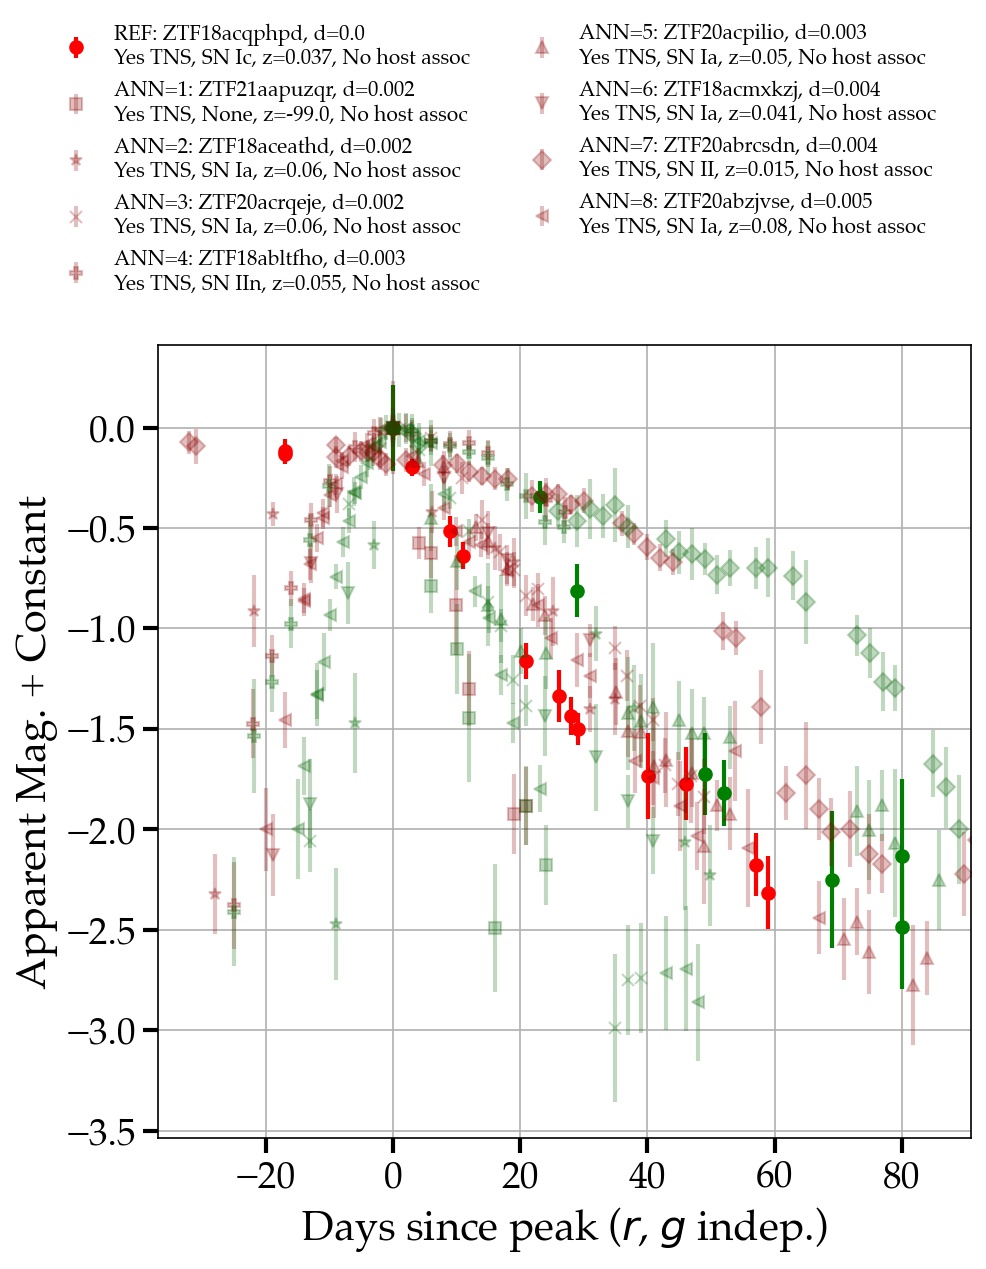 REF: ZTF18acqphpd, d=0.0
Yes TNS, SN Ic, z=0.037, No host assoc
ANN=1: ZTF21aapuzqr, d=0.002
Yes TNS, None, z=-99.0, No host assoc
ANN=2: ZTF18aceathd, d=0.002
Yes TNS, SN Ia, z=0.06, No host assoc
ANN=3: ZTF20acrqeje, d=0.002
Yes TNS, SN Ia, z=0.06, No host assoc
ANN=4: ZTF18abltfho, d=0.003
Yes TNS, SN IIn, z=0.055, No host assoc
ANN=5: ZTF20acpilio, d=0.003
Yes TNS, SN Ia, z=0.05, No host assoc
ANN=6: ZTF18acmxkzj, d=0.004
Yes TNS, SN Ia, z=0.041, No host assoc
ANN=7: ZTF20abrcsdn, d=0.004
Yes TNS, SN II, z=0.015, No host assoc
ANN=8: ZTF20abzjvse, d=0.005
Yes TNS, SN Ia, z=0.08, No host assoc
Apparent Mag. + Constant
0.0
−0.5
−1.0
−1.5
−2.0
−2.5
−3.0
−3.5
−20 0 20 40 60 80
Days since peak (r, g indep.)